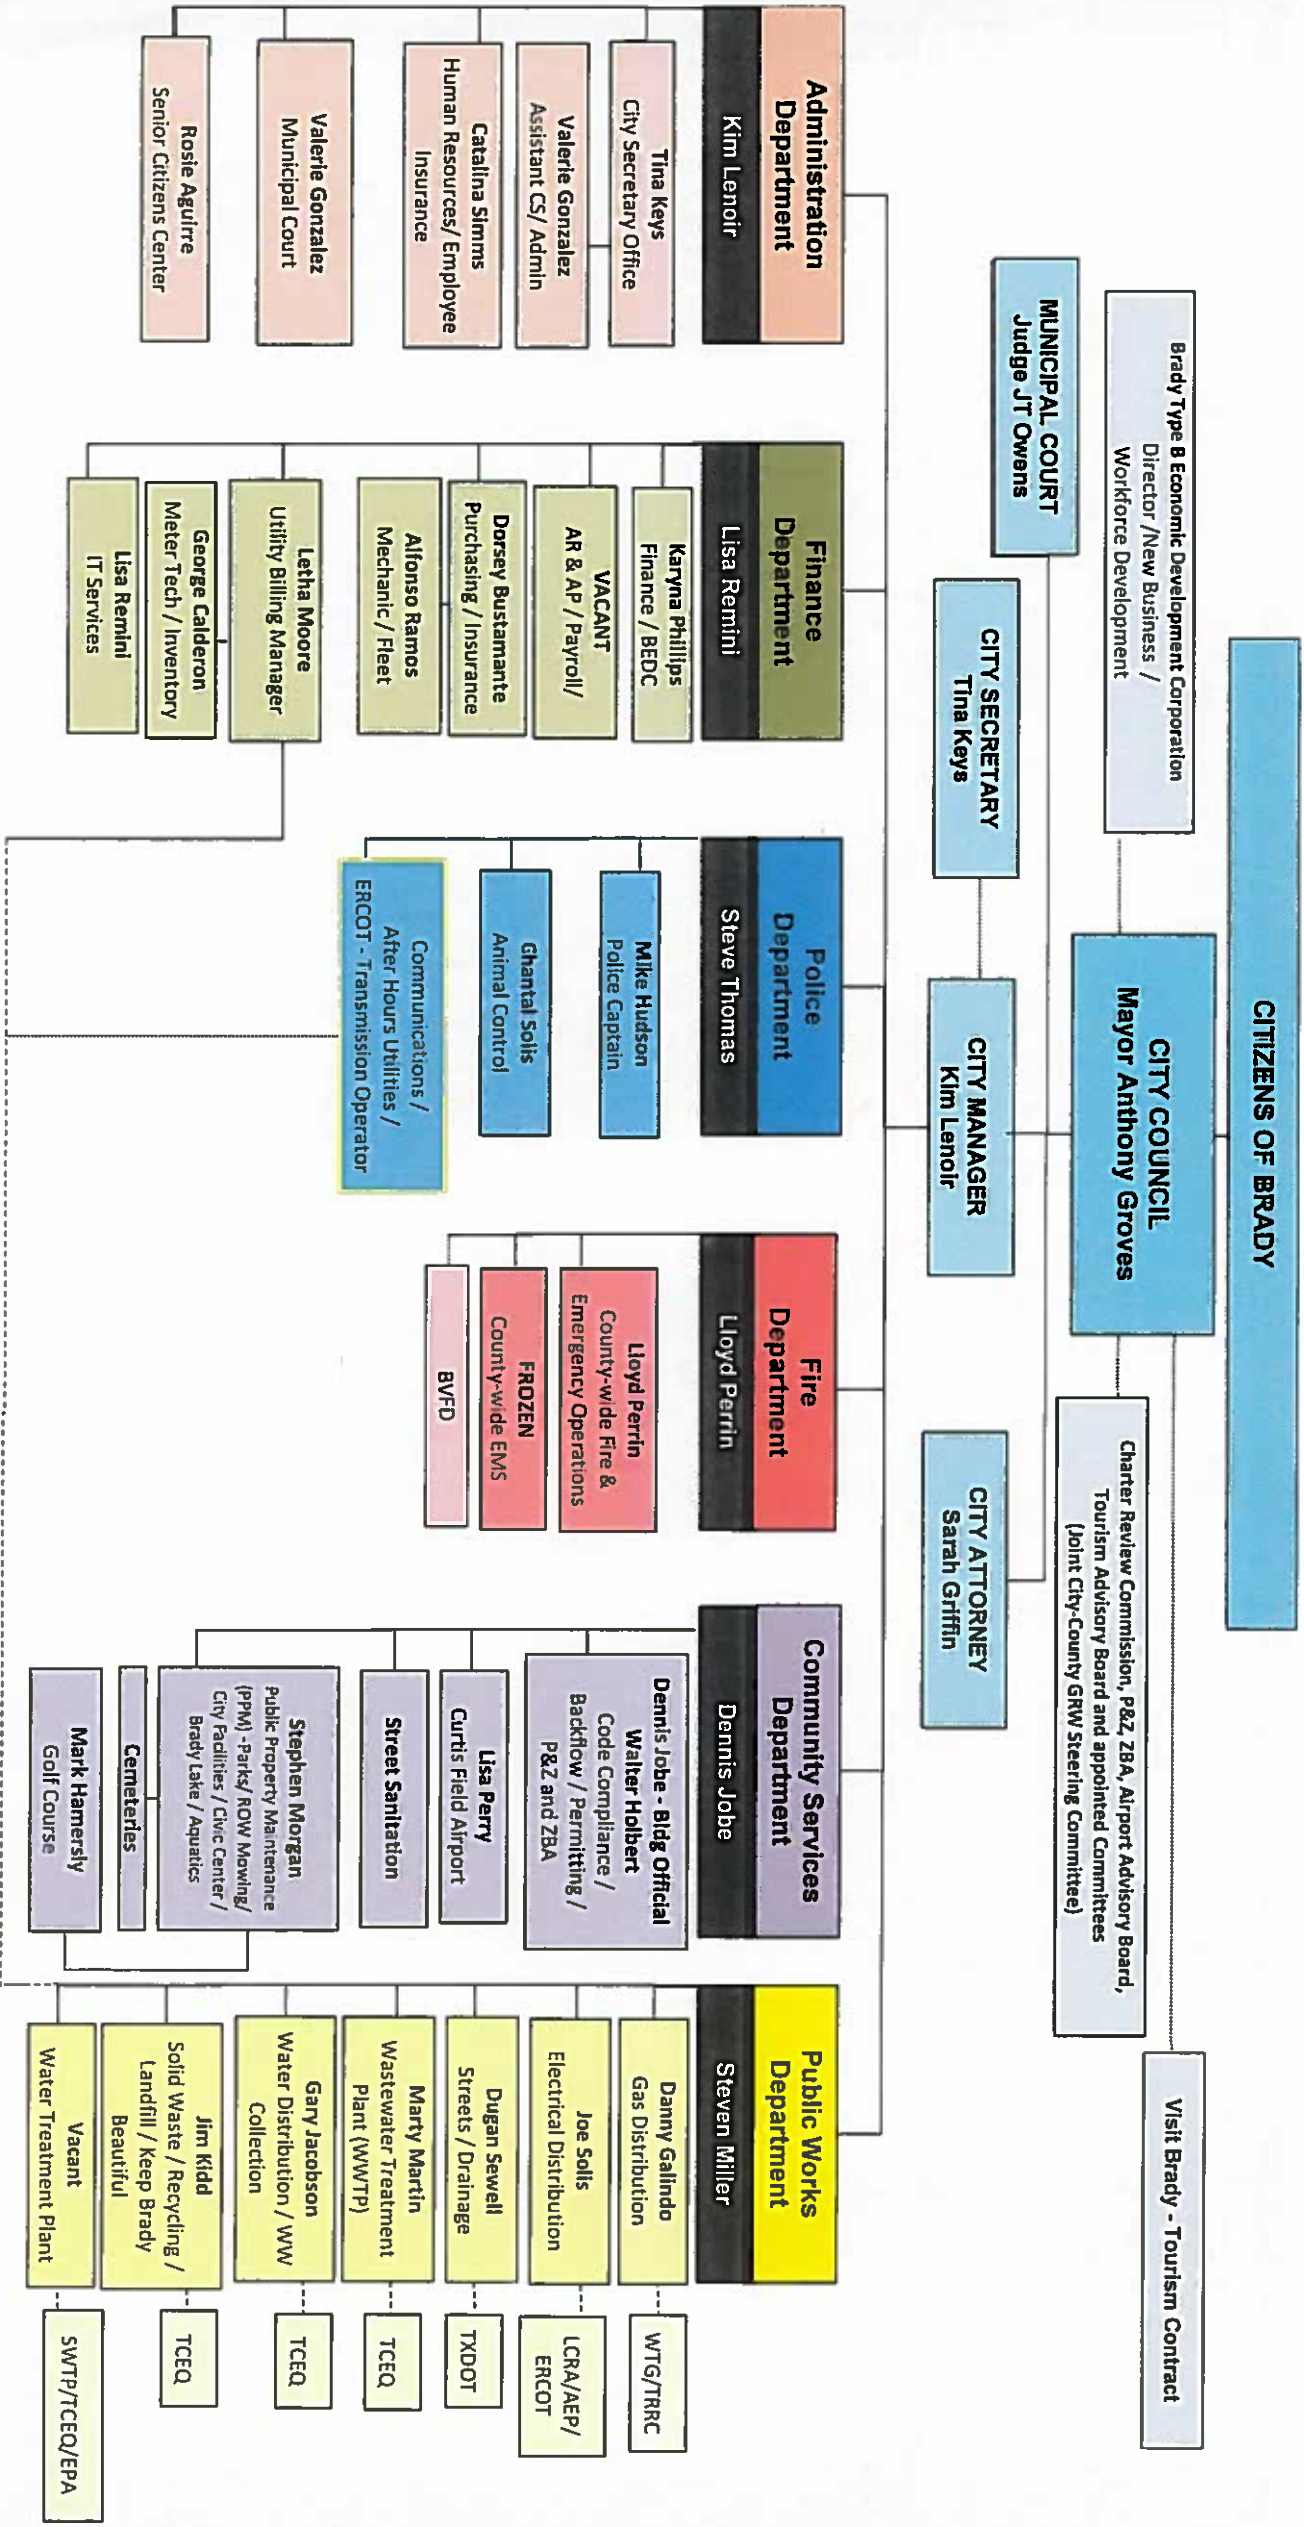 CITIZENS OF BRADY
Brady Type B Economic Development Corporation
Director /New Business /
Workforce Development
CITY COUNCIL
Mayor Anthony Groves
Charter Review Commission, P&Z, ZBA, Airport Advisory Board,
Tourism Advisory Board and appointed Committees
(Joint City-County GRW Steering Committee)
Visit Brady - Tourism Contract
MUNICIPAL COURT
Judge JT Owens
CITY SECRETARY
Tina Keys
CITY MANAGER
Kim Lenoir
CITY ATTORNEY
Sarah Griffin
Administration
Department
Kim Lenoir
Tina Keys
City Secretary Office
Valerie Gonzalez
Assistant CS/ Admin
Catalina Simms
Human Resources/ Employee
Insurance
Valerie Gonzalez
Municipal Court
Rosie Aguirre
Senior Citizens Center
Finance
Department
Lisa Remini
Karyna Phillips
Finance / BEDC
VACANT
AR & AP / Payroll/
Dorsey Bustamante
Purchasing / Insurance
Alfonso Ramos
Mechanic / Fleet
Letha Moore
Utility Billing Manager
George Calderon
Meter Tech / Inventory
Lisa Remini
IT Services
Police
Department
Steve Thomas
Mike Hudson
Police Captain
Ghantal Solis
Animal Control
Communications /
After Hours Utilities /
ERCOT - Transmission Operator
Fire
Department
Lloyd Perrin
Lloyd Perrin
County-wide Fire &
Emergency Operations
FROZEN
County-wide EMS
BVFD
Community Services
Department
Dennis Jobe
Dennis Jobe - Bldg Official
Walter Holbert
Code Compliance /
Backflow / Permitting /
P&Z and ZBA
Lisa Perry
Curtis Field Airport
Street Sanitation
Stephen Morgan
Public Property Maintenance
(PPM) -Parks/ ROW Mowing/
City Facilities / Civic Center /
Brady Lake / Aquatics
Cemeteries
Mark Hamersly
Golf Course
Public Works
Department
Steven Miller
Danny Galindo
Gas Distribution
WTG/TRRC
Joe Solis
Electrical Distribution
LCRA/AEP/
ERCOT
Dugan Sewell
Streets / Drainage
TXDOT
Marty Martin
Wastewater Treatment
Plant (WWTP)
TCEQ
Gary Jacobson
Water Distribution / WW
Collection
TCEQ
Jim Kidd
Solid Waste / Recycling /
Landfill / Keep Brady
Beautiful
TCEQ
Vacant
Water Treatment Plant
SWTP/TCEQ/EPA